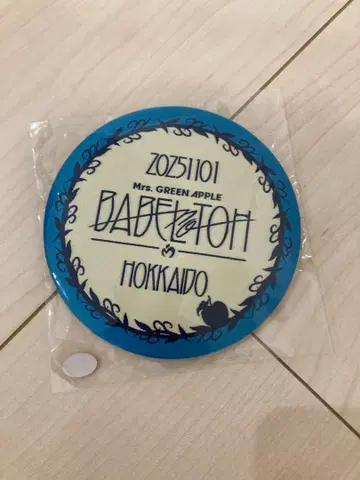 20251101
Mrs. GREEN APPLE
BABEL no TOH
HOKKAIDO